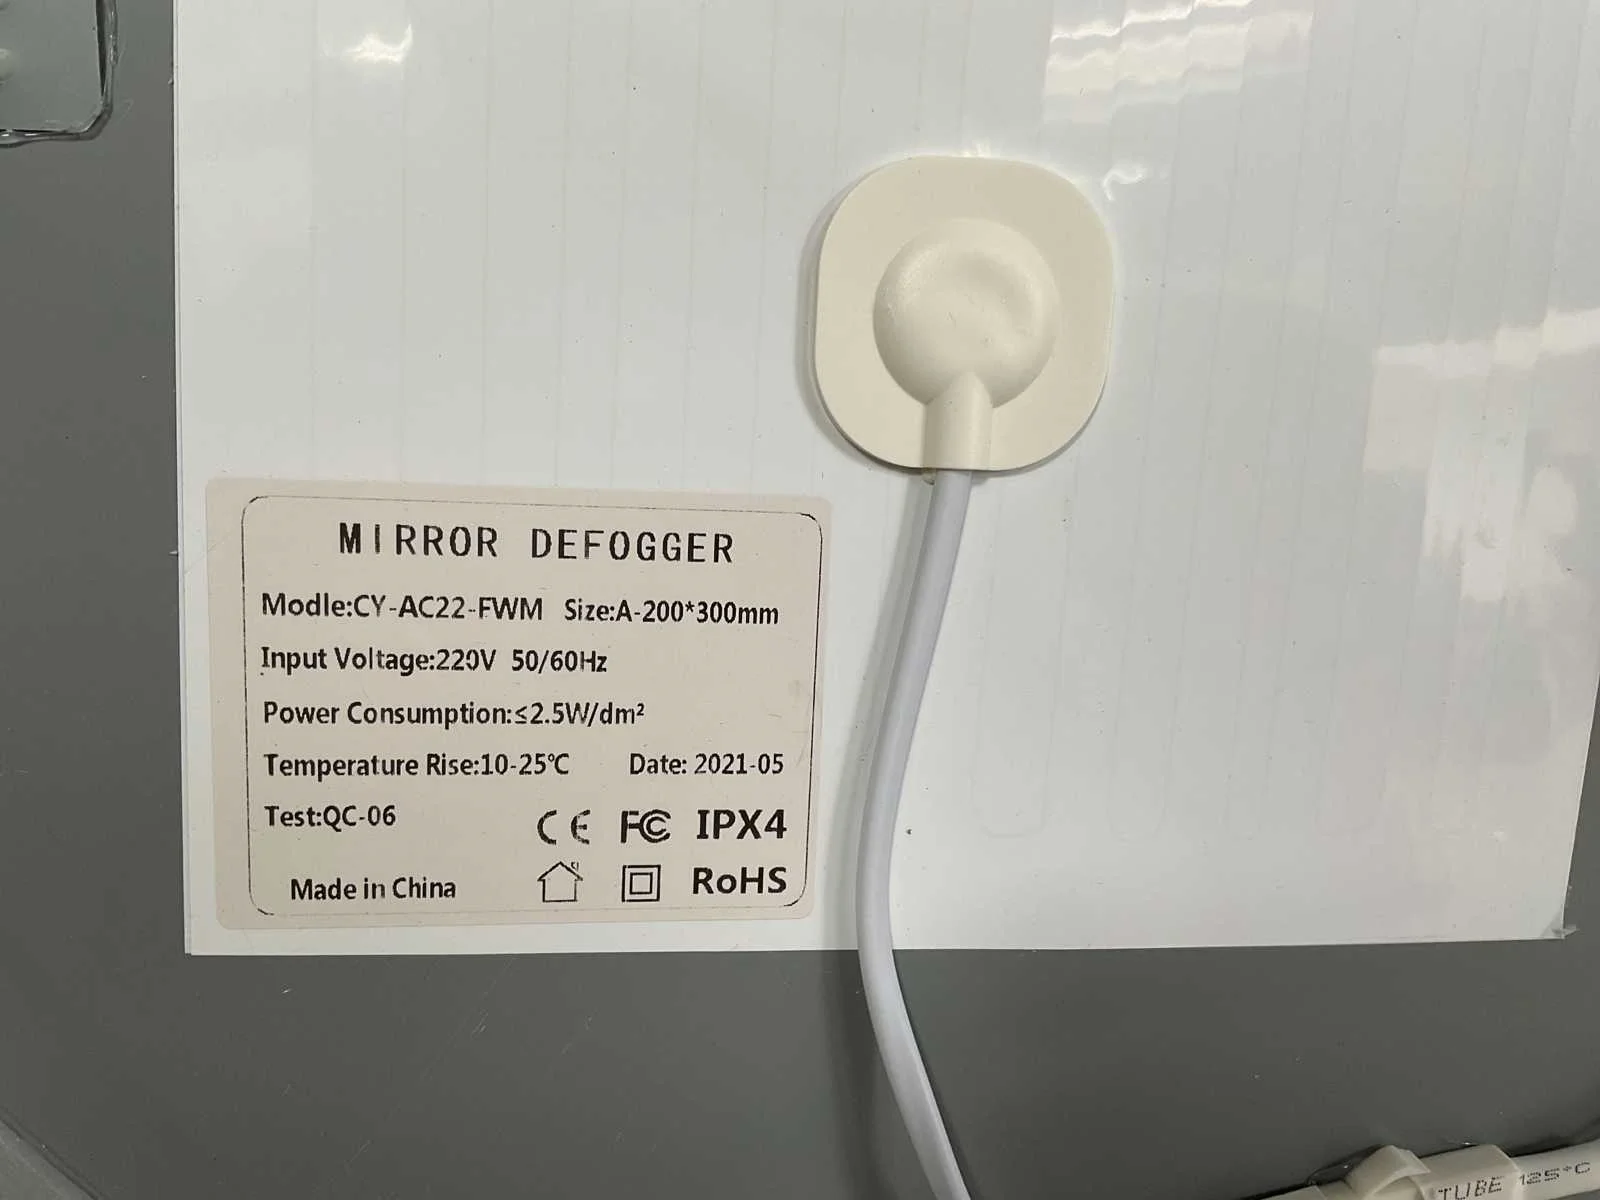 MIRROR DEFOGGER
Modle:CY-AC22-FWM Size:A-200*300mm
Input Voltage:220V 50/60Hz
Power Consumption:≤2.5W/dm²
Temperature Rise:10-25℃ Date: 2021-05
Test:QC-06
CE FC IPX4
Made in China RoHS
TUBE 125°C